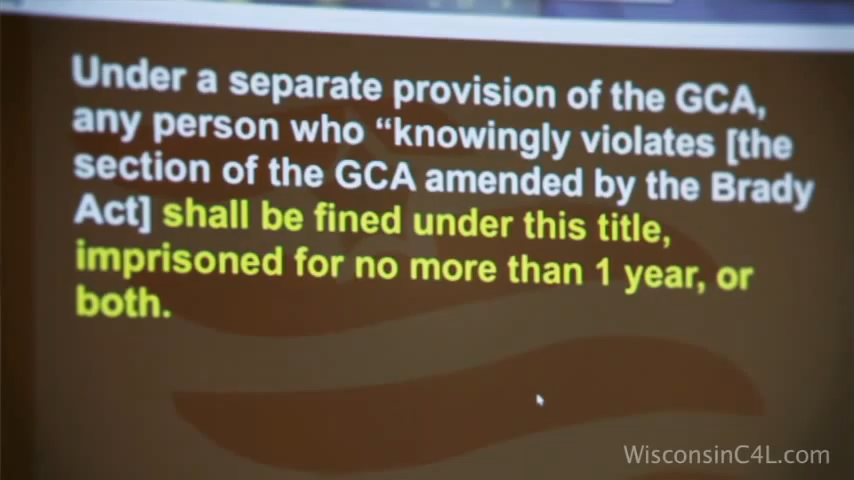 Under a separate provision of the GCA,
any person who “knowingly violates [the
section of the GCA amended by the Brady
Act] shall be fined under this title,
imprisoned for no more than 1 year, or
both.
WisconsinC4L.com